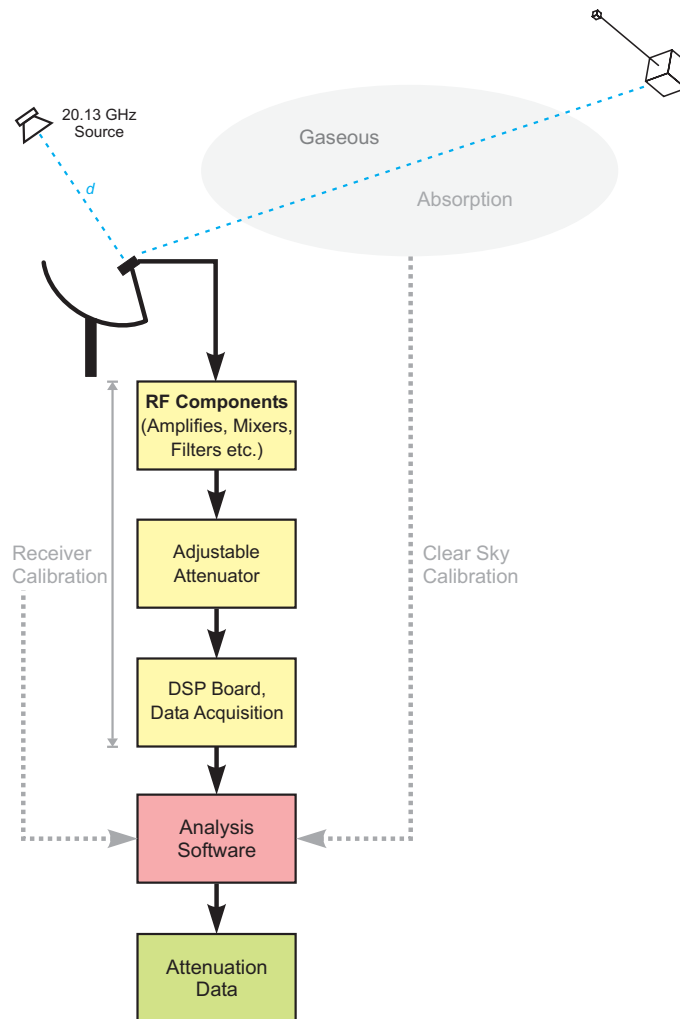 20.13 GHz
Source
d
Gaseous
Absorption
RF Components
(Amplifies, Mixers,
Filters etc.)
Adjustable
Attenuator
Receiver
Calibration
Clear Sky
Calibration
DSP Board,
Data Acquisition
Analysis
Software
Attenuation
Data